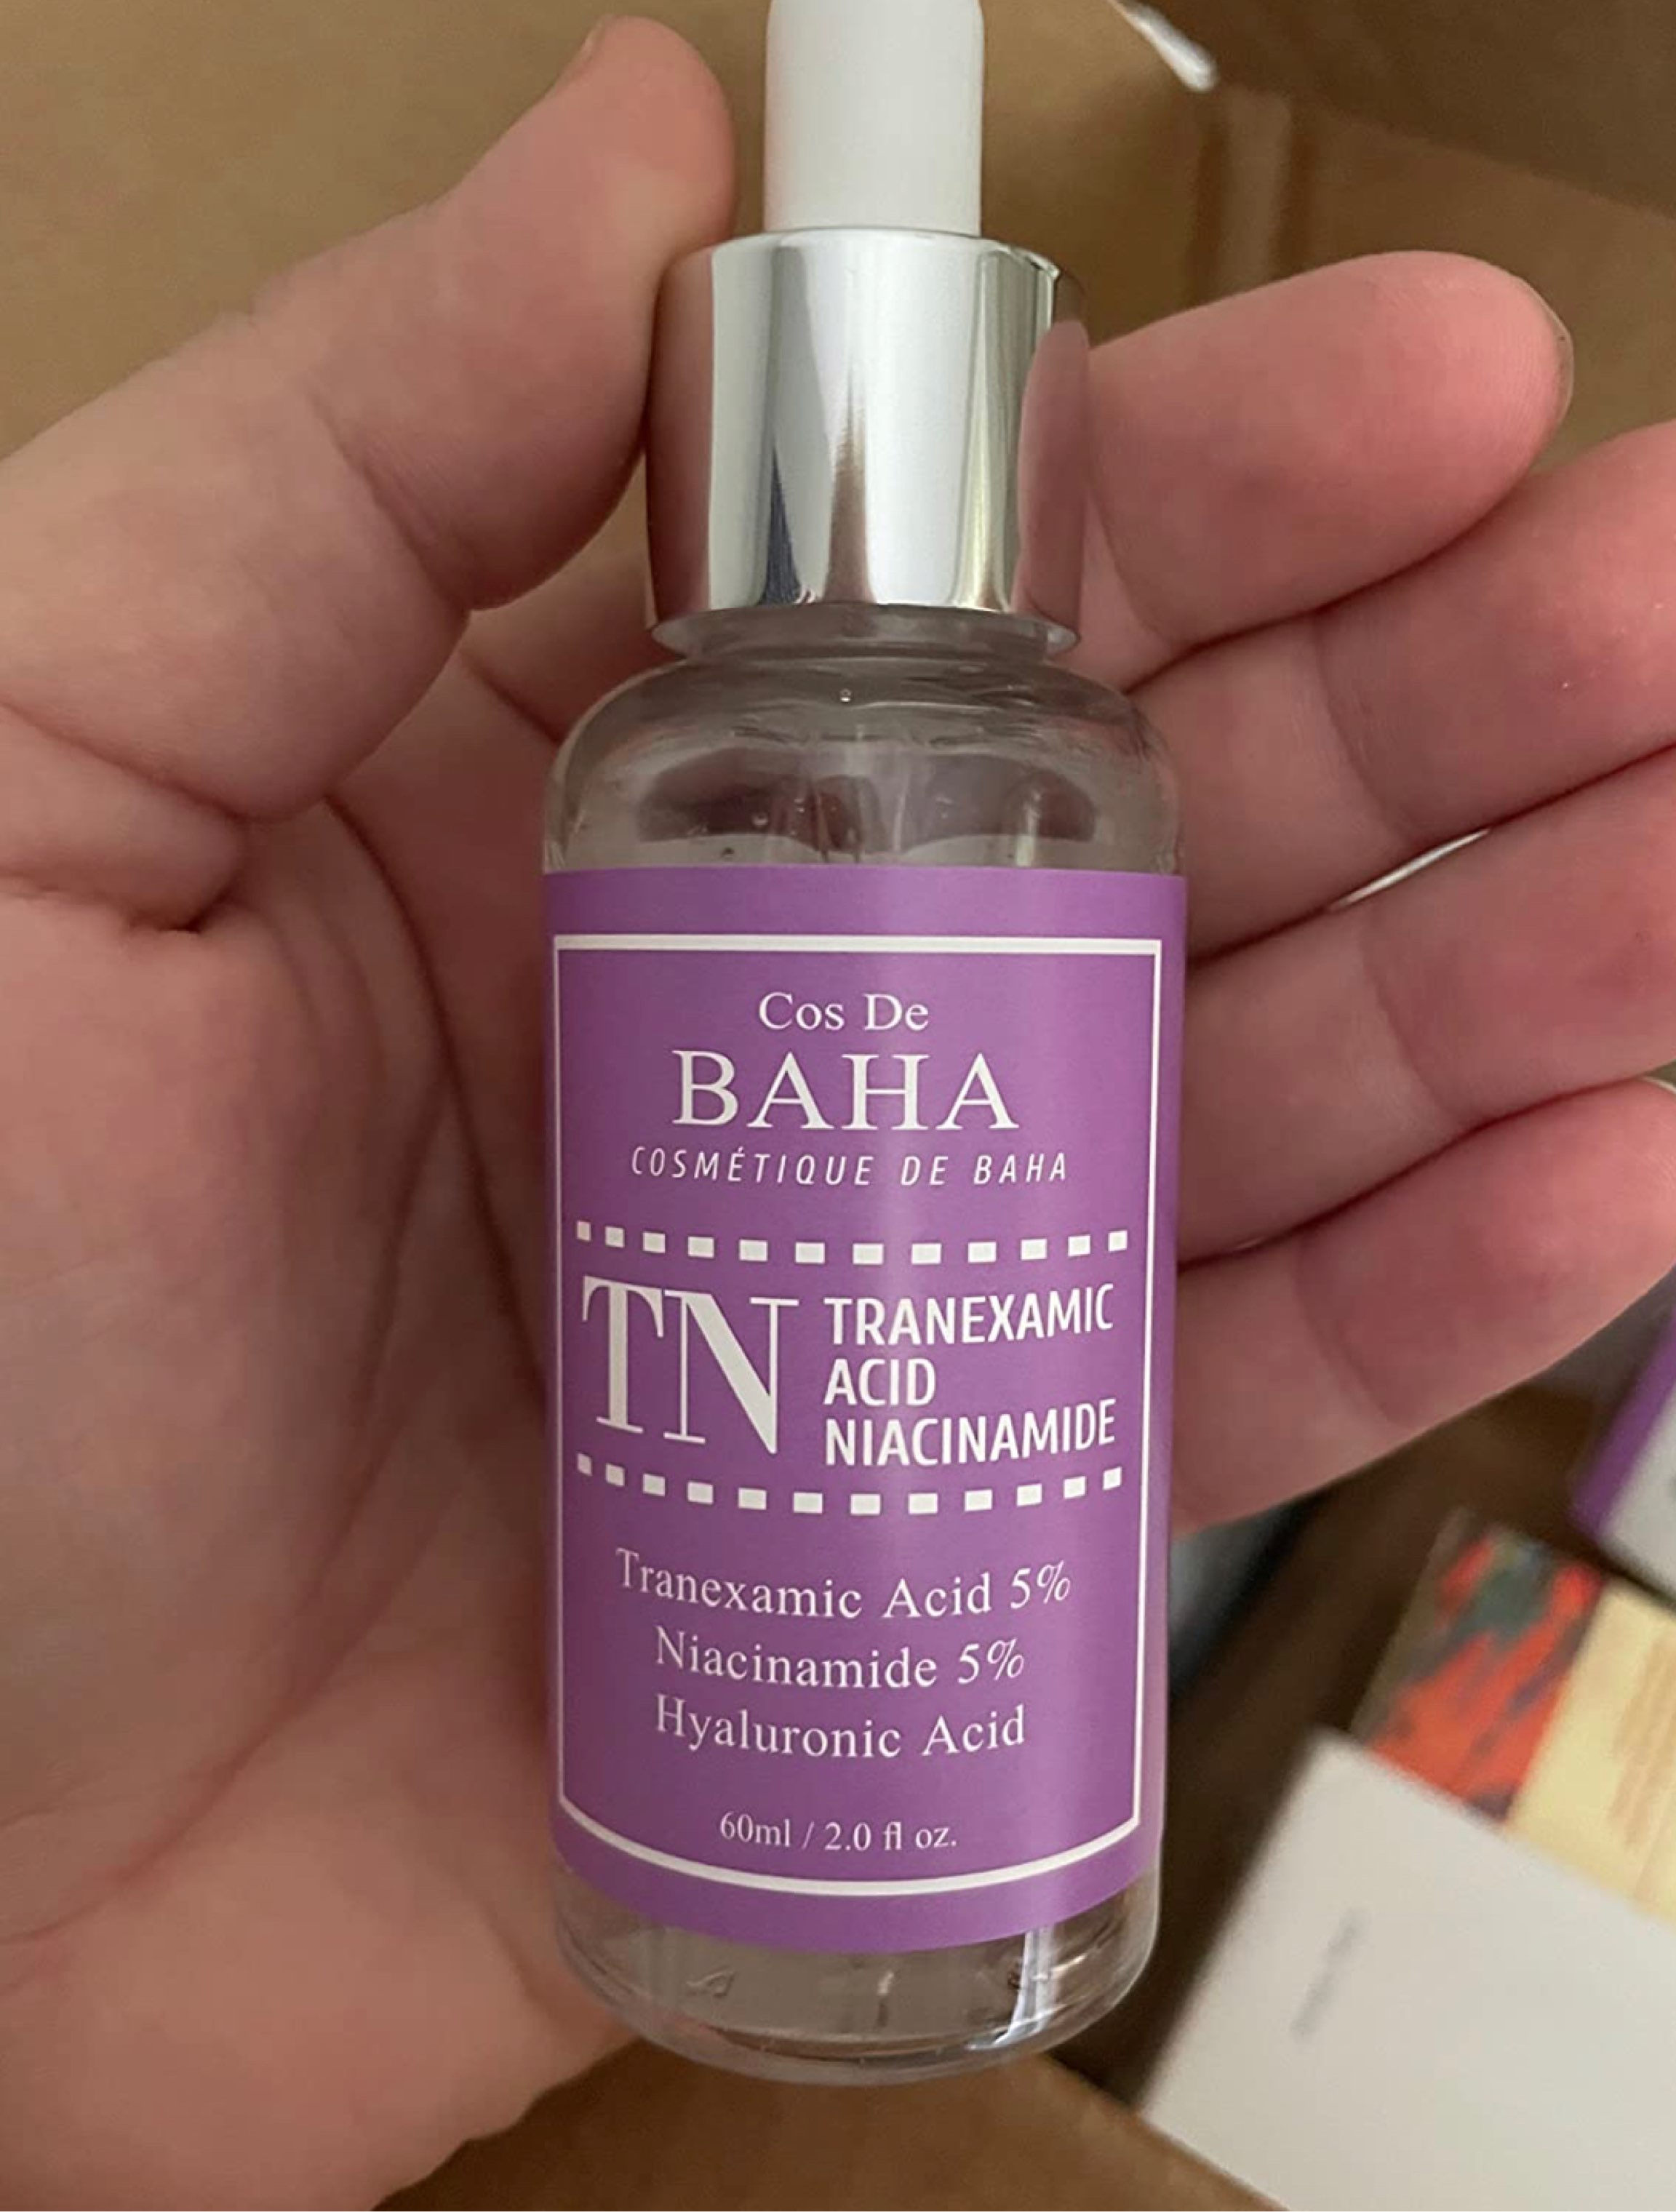 Cos De
BAHA
COSMÉTIQUE DE BAHA
TN
TRANEXAMIC
ACID
NIACINAMIDE
Tranexamic Acid 5%
Niacinamide 5%
Hyaluronic Acid
60ml / 2.0 fl oz.